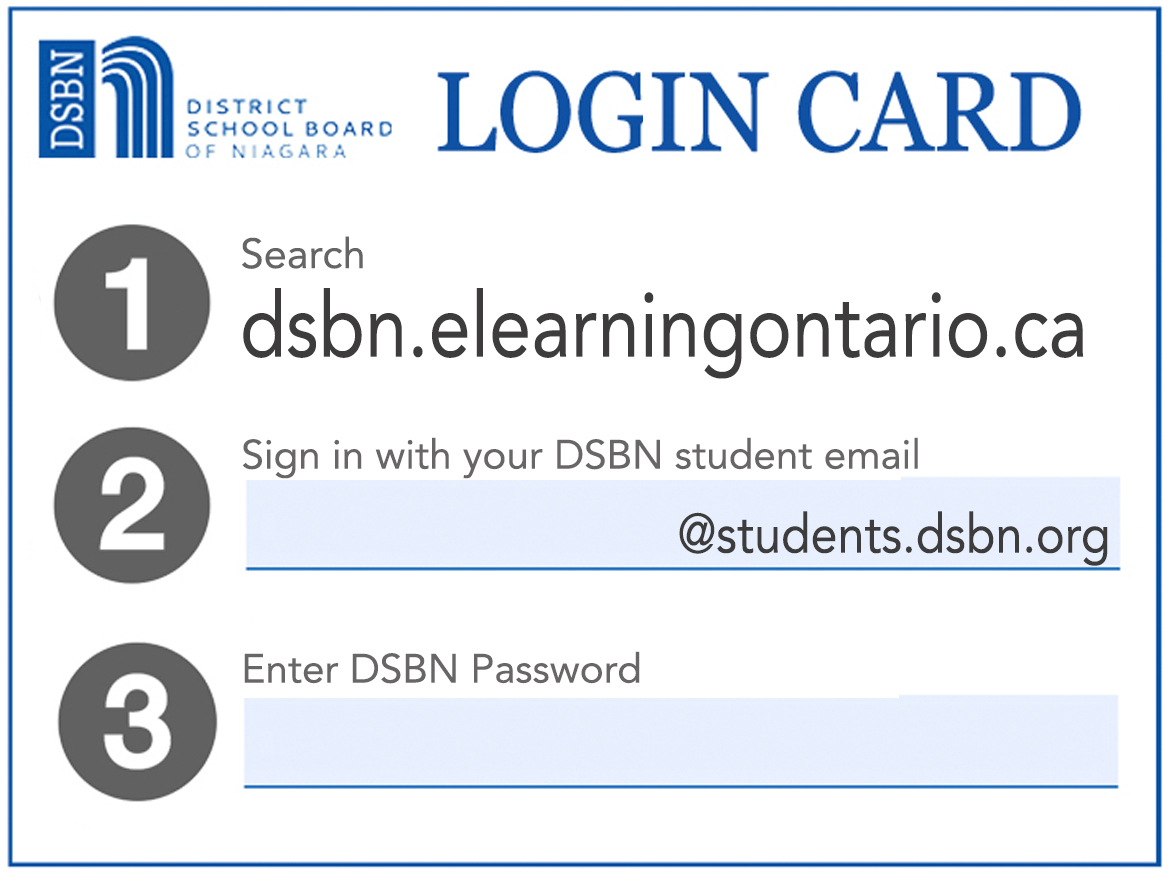 DSBN
DISTRICT
SCHOOL BOARD
OF NIAGARA
LOGIN CARD
1
Search
dsbn.elearningontario.ca
2
Sign in with your DSBN student email
@students.dsbn.org
3
Enter DSBN Password